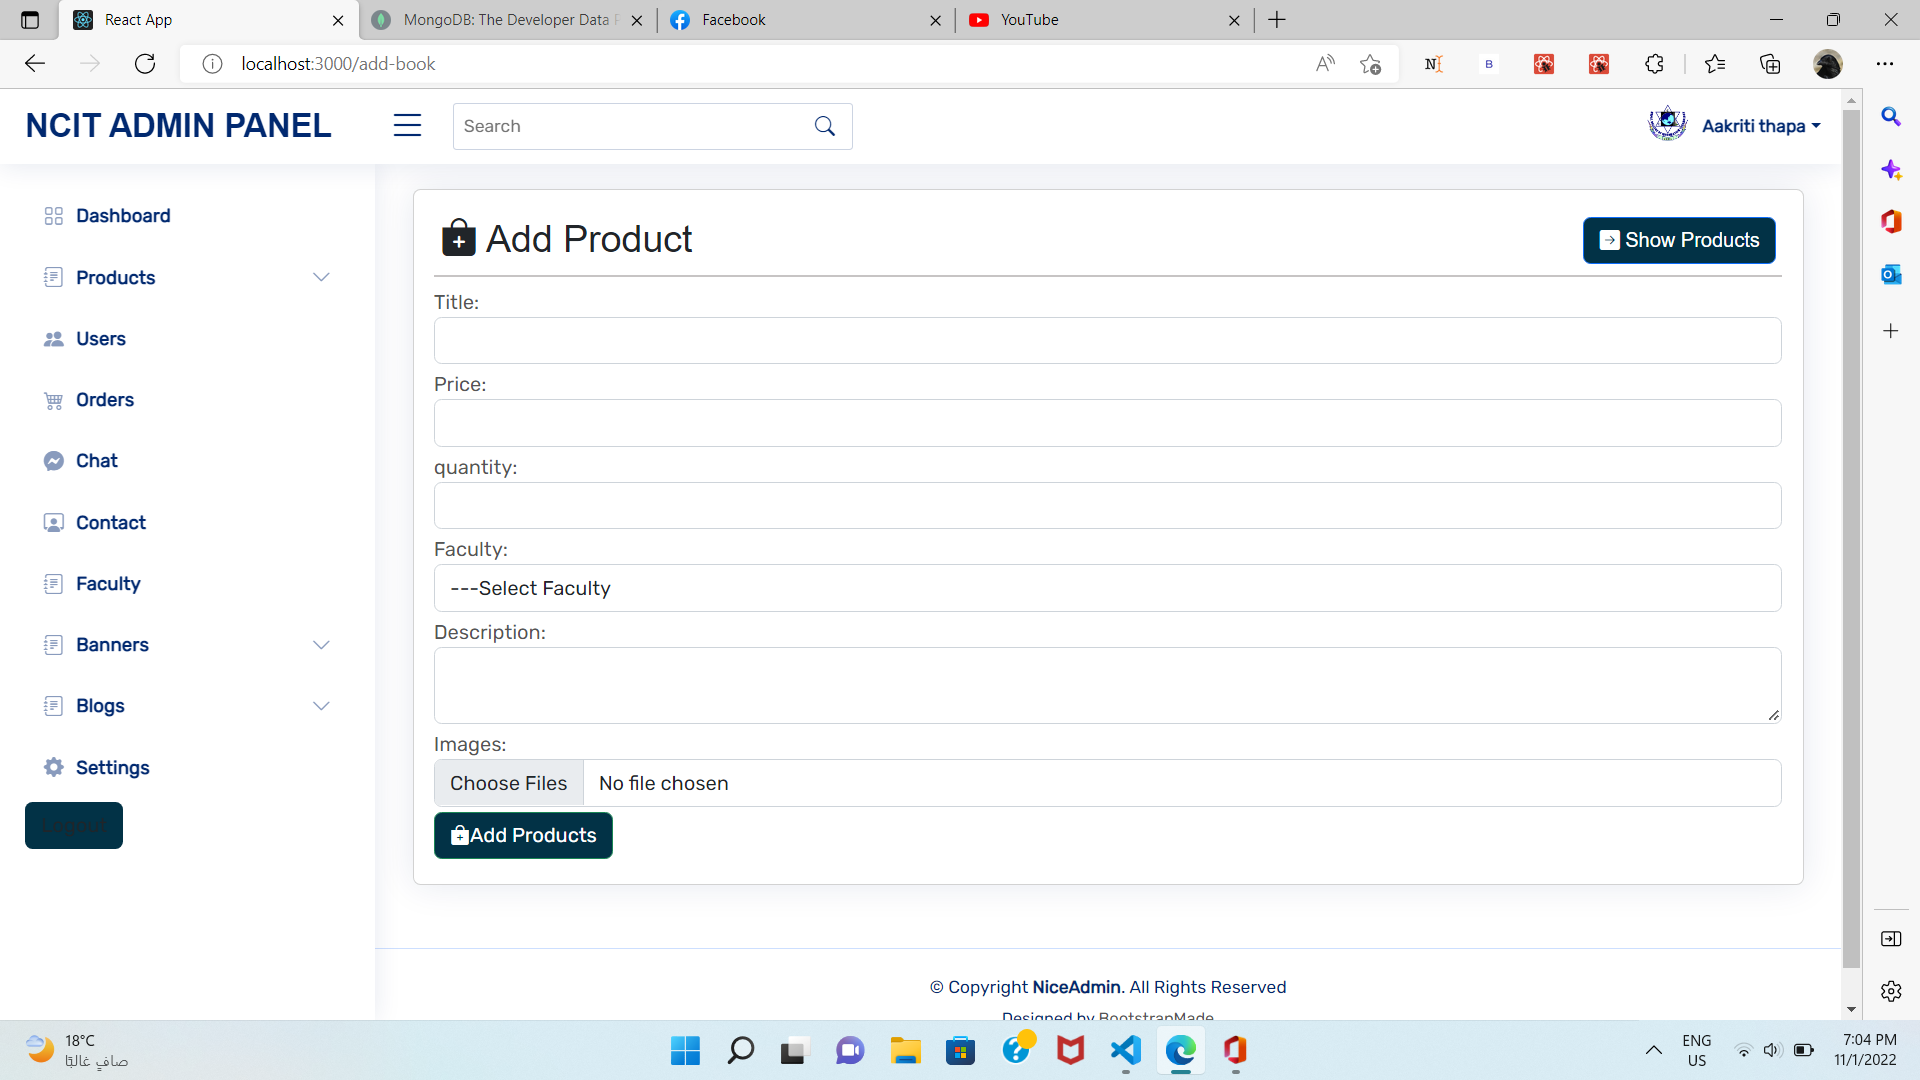 React App
MongoDB: The Developer Data P
Facebook
YouTube
localhost:3000/add-book
NCIT ADMIN PANEL
Search
Aakriti thapa
Dashboard
Products
Users
Orders
Chat
Contact
Faculty
Banners
Blogs
Settings
Logout
Add Product
Show Products
Title:
Price:
quantity:
Faculty:
---Select Faculty
Description:
Images:
Choose Files No file chosen
Add Products
© Copyright NiceAdmin. All Rights Reserved
Designed by BootstrapMade
18°C
صافٍ غالبًا
ENG
US
7:04 PM
11/1/2022